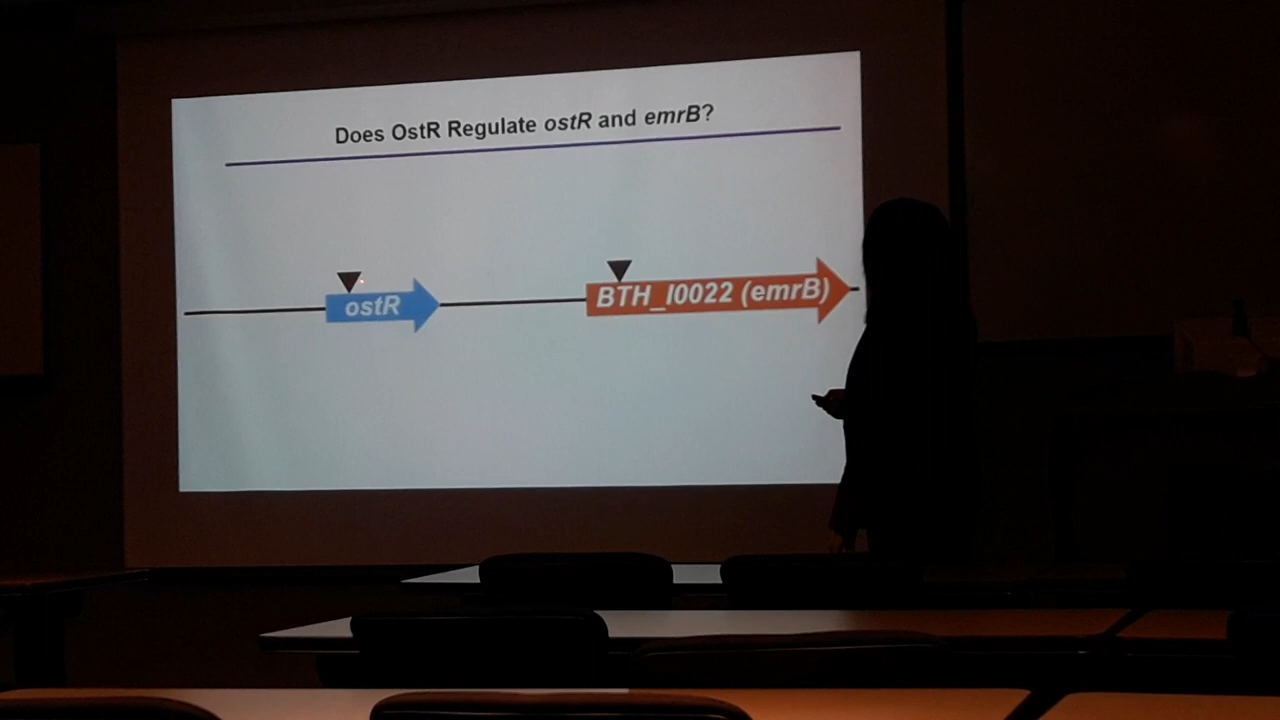 Does OstR Regulate ostR and emrB?
ostR
BTH_I0022 (emrB)